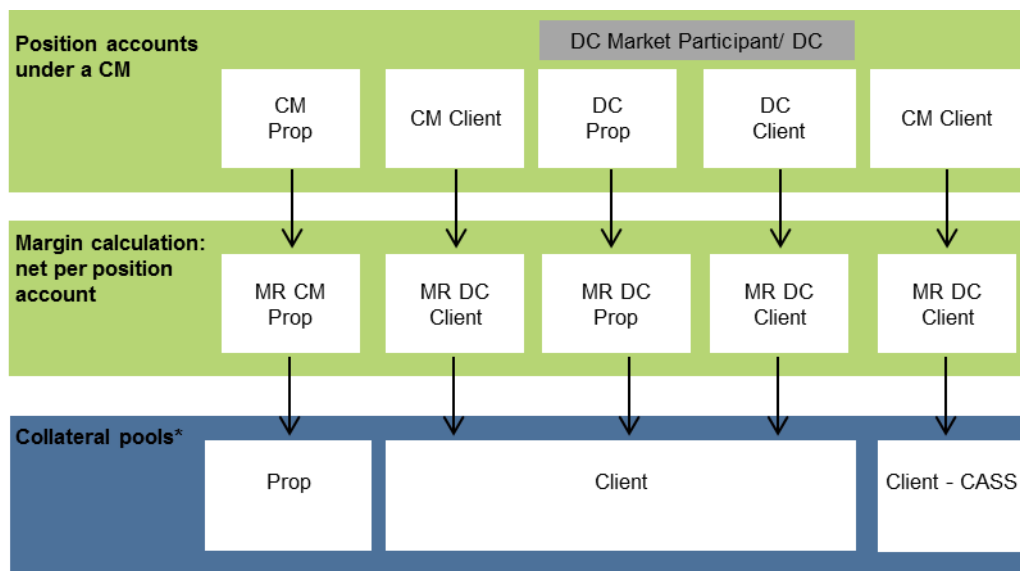 Position accounts
under a CM
DC Market Participant/ DC
CM
Prop
CM Client
DC
Prop
DC
Client
CM Client
Margin calculation:
net per position
account
MR CM
Prop
MR DC
Client
MR DC
Prop
MR DC
Client
MR DC
Client
Collateral pools*
Prop
Client
Client - CASS